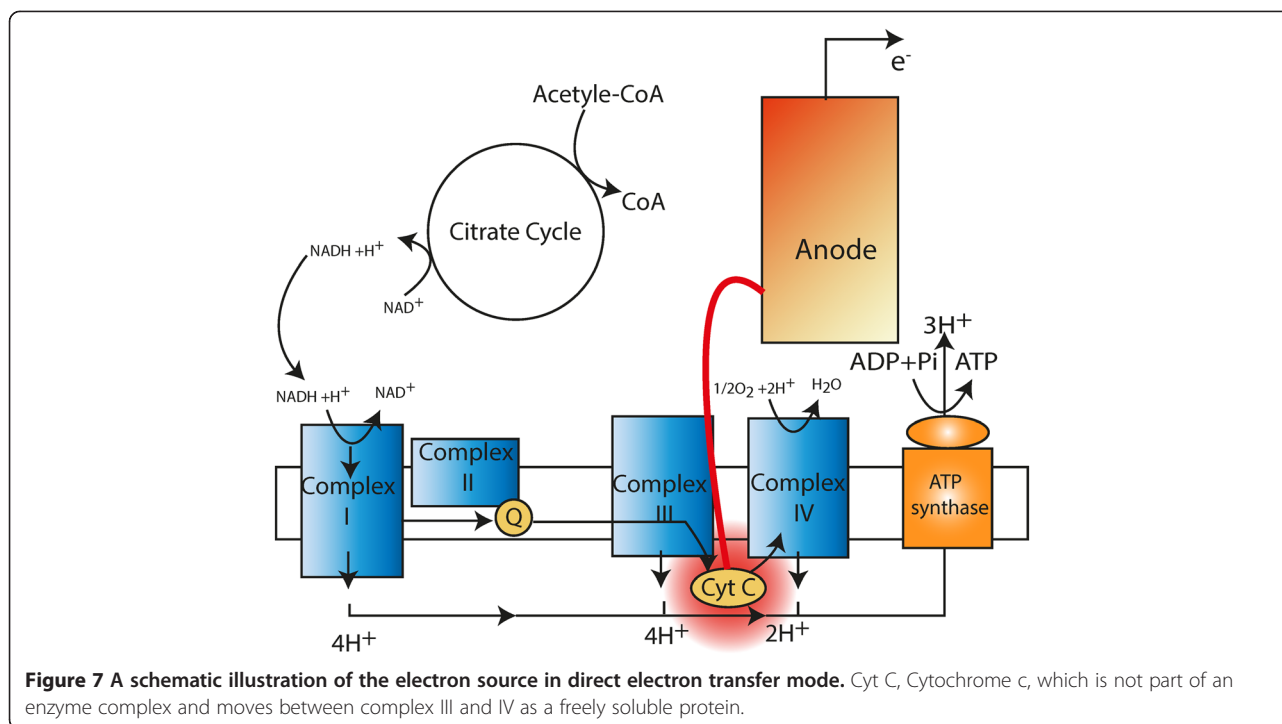 e-
Acetyle-CoA
CoA
Citrate Cycle
Anode
NADH +H+
NAD+
3H+
ADP+Pi ATP
NADH +H+
NAD+
1/2O2 +2H+
H2O
Complex
I
Complex
II
Q
Complex
III
Complex
IV
ATP
synthase
Cyt C
4H+
4H+
2H+
Figure 7 A schematic illustration of the electron source in direct electron transfer mode. Cyt C, Cytochrome c, which is not part of an
enzyme complex and moves between complex III and IV as a freely soluble protein.